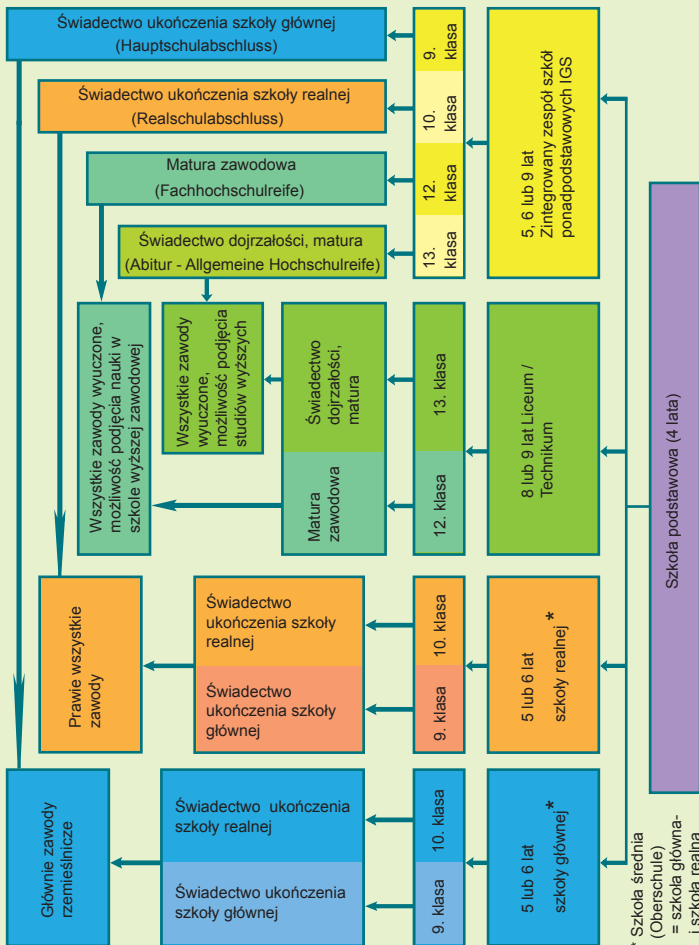 Świadectwo ukończenia szkoły głównej
(Hauptschulabschluss)
Świadectwo ukończenia szkoły realnej
(Realschulabschluss)
Matura zawodowa
(Fachhochschulreife)
Świadectwo dojrzałości, matura
(Abitur - Allgemeine Hochschulreife)
9.
klasa
10.
klasa
12.
klasa
13.
klasa
5, 6 lub 9 lat
Zintegrowany zespół szkół
ponadpodstawowych IGS
Wszystkie zawody wyuczone,
możliwość podjęcia nauki w
szkole wyższej zawodowej
Wszystkie zawody
wyuczone,
możliwość podjęcia
studiów wyższych
Świadectwo
dojrzałości,
matura
Matura
zawodowa
13. klasa
12. klasa
8 lub 9 lat Liceum /
Technikum
Szkoła podstawowa (4 lata)
Prawie wszystkie
zawody
Świadectwo
ukończenia szkoły
realnej
Świadectwo
ukończenia szkoły
głównej
10. klasa
9. klasa
5 lub 6 lat
szkoły realnej *
Głównie zawody
rzemieślnicze
Świadectwo ukończenia
szkoły realnej
Świadectwo ukończenia
szkoły głównej
10. klasa
9. klasa
5 lub 6 lat
szkoły głównej *
* Szkoła średnia
(Oberschule)
= szkoła główna-
i szkoła realna